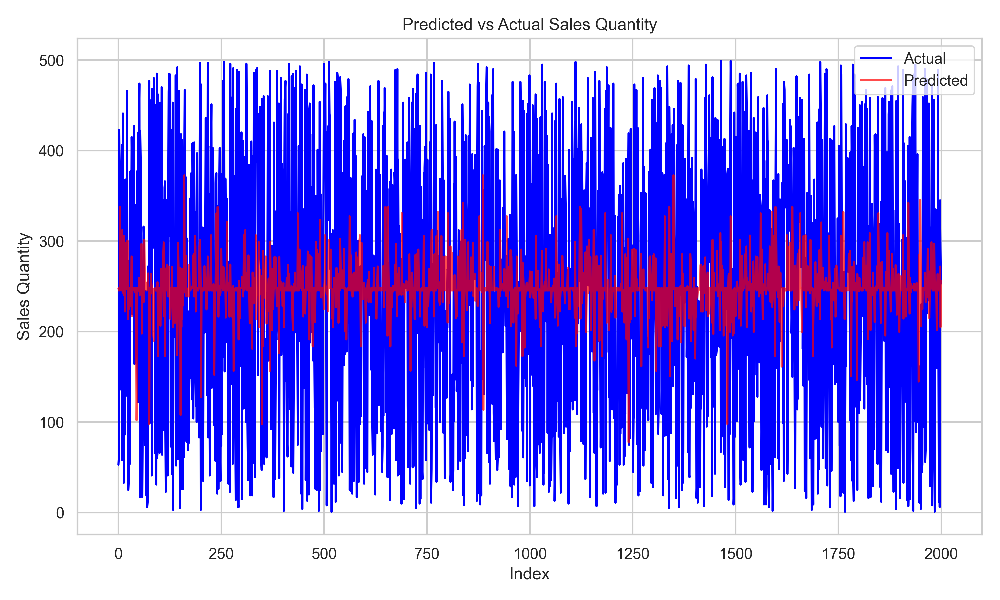 Predicted vs Actual Sales Quantity
Actual
Predicted
500
400
300
200
100
0
Sales Quantity
0 250 500 750 1000 1250 1500 1750 2000
Index